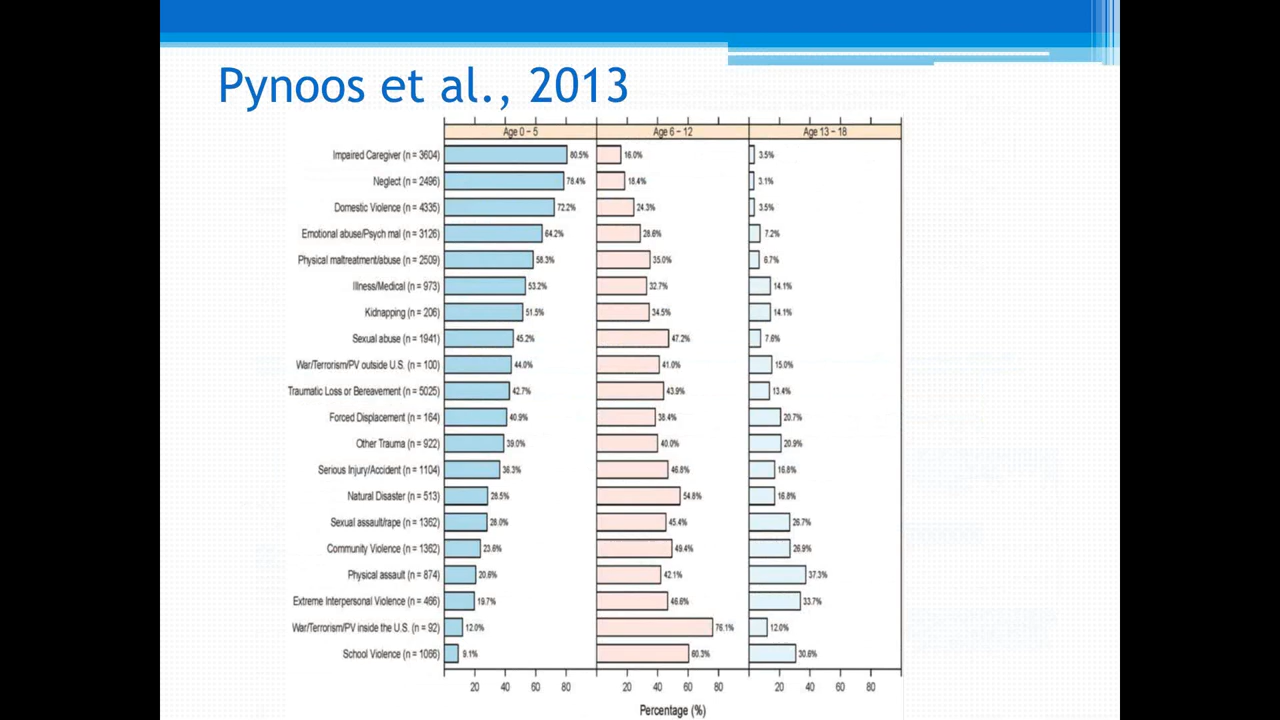 Pynoos et al., 2013
Age 0 – 5 Age 6 – 12 Age 13 – 18
Impaired Caregiver (n = 3604) 80.5% 16.0% 3.5%
Neglect (n = 2496) 78.4% 18.4% 3.1%
Domestic Violence (n = 4335) 72.2% 24.3% 3.5%
Emotional abuse/Psych mal (n = 3126) 64.2% 28.6% 7.2%
Physical maltreatment/abuse (n = 2509) 58.3% 35.0% 6.7%
Illness/Medical (n = 973) 53.2% 32.7% 14.1%
Kidnapping (n = 206) 51.5% 34.5% 14.1%
Sexual abuse (n = 1941) 45.2% 47.2% 7.6%
War/Terrorism/PV outside U.S. (n = 100) 44.0% 41.0% 15.0%
Traumatic Loss or Bereavement (n = 5025) 42.7% 43.9% 13.4%
Forced Displacement (n = 164) 40.9% 38.4% 20.7%
Other Trauma (n = 922) 39.0% 40.0% 20.9%
Serious Injury/Accident (n = 1104) 36.3% 46.8% 16.8%
Natural Disaster (n = 513) 28.5% 54.8% 16.8%
Sexual assault/rape (n = 1362) 28.0% 45.4% 26.7%
Community Violence (n = 1362) 23.6% 49.4% 26.9%
Physical assault (n = 874) 20.6% 42.1% 37.3%
Extreme Interpersonal Violence (n = 466) 19.7% 46.6% 33.7%
War/Terrorism/PV inside the U.S. (n = 92) 12.0% 76.1% 12.0%
School Violence (n = 1066) 9.1% 60.3% 30.6%
20 40 60 80 20 40 60 80 20 40 60 80
Percentage (%)